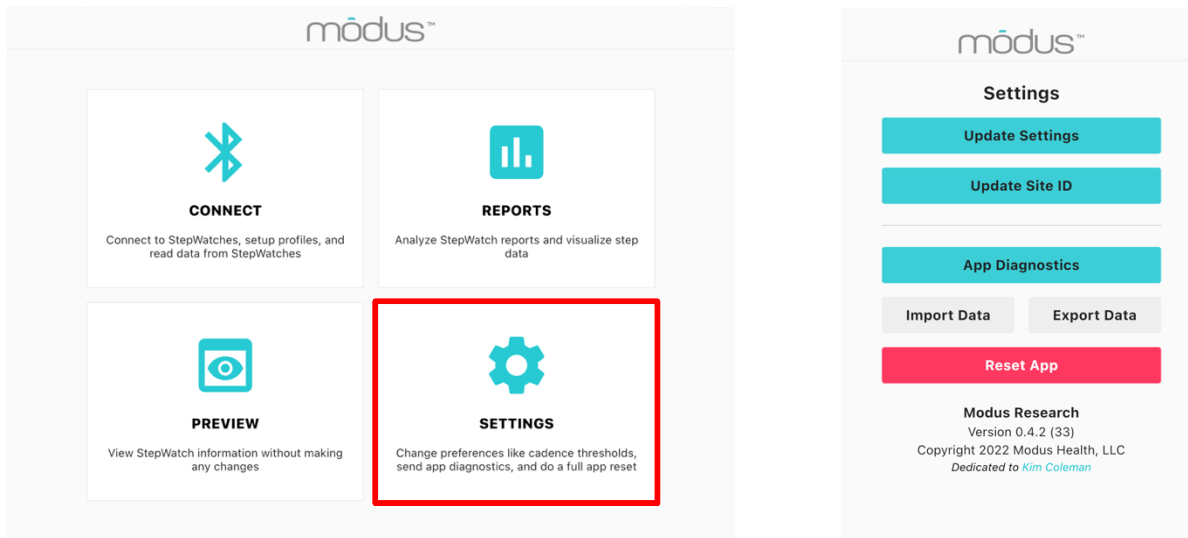 mōdus™
CONNECT
Connect to StepWatches, setup profiles, and
read data from StepWatches
REPORTS
Analyze StepWatch reports and visualize step
data
PREVIEW
View StepWatch information without making
any changes
SETTINGS
Change preferences like cadence thresholds,
send app diagnostics, and do a full app reset
mōdus™
Settings
Update Settings
Update Site ID
App Diagnostics
Import Data
Export Data
Reset App
Modus Research
Version 0.4.2 (33)
Copyright 2022 Modus Health, LLC
Dedicated to Kim Coleman